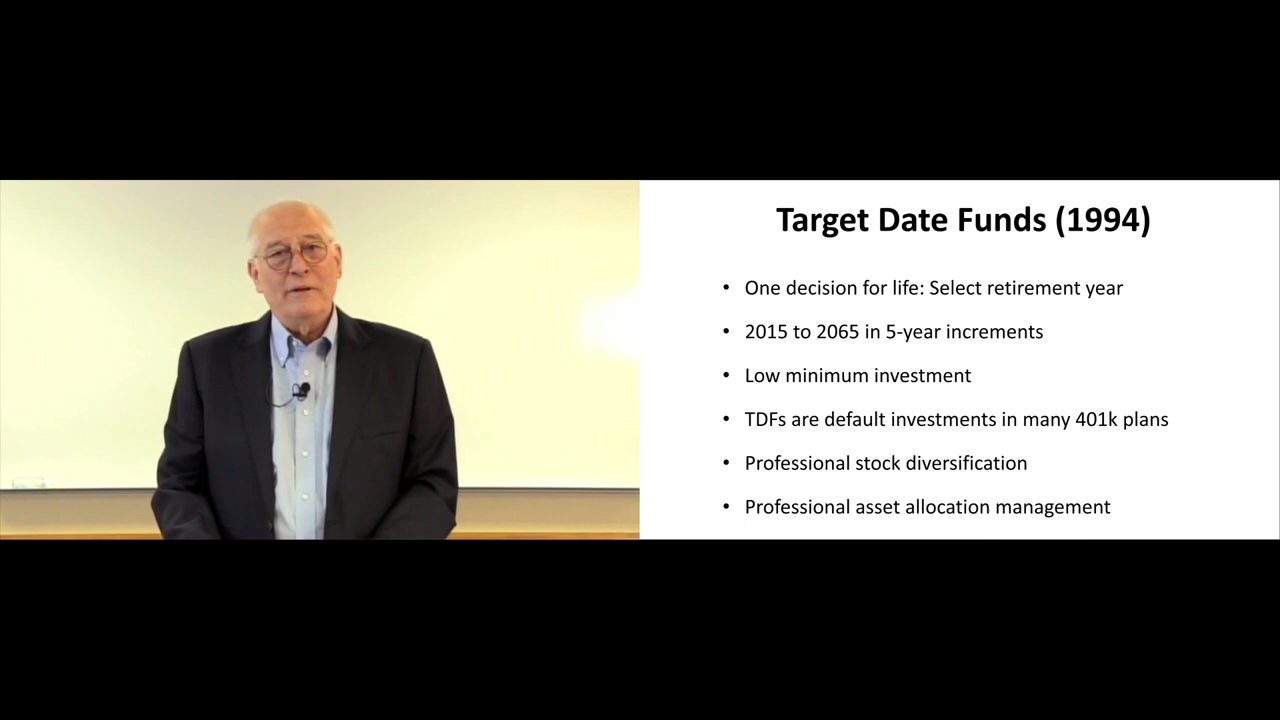 Target Date Funds (1994)
• One decision for life: Select retirement year
• 2015 to 2065 in 5-year increments
• Low minimum investment
• TDFs are default investments in many 401k plans
• Professional stock diversification
• Professional asset allocation management